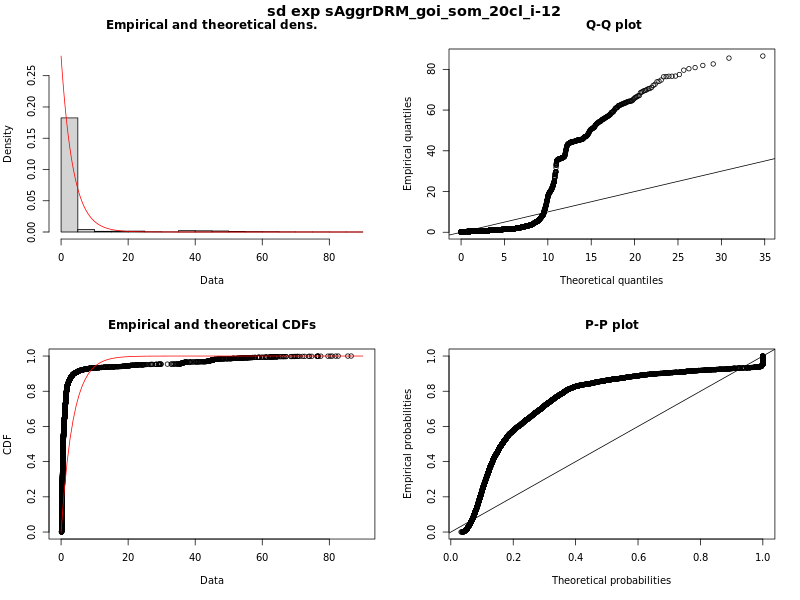 sd exp sAggrDRM_goi_som_20cl_i-12
Empirical and theoretical dens.
Density
0.00 0.05 0.10 0.15 0.20 0.25
0 20 40 60 80
Data
Q-Q plot
Empirical quantiles
0 20 40 60 80
0 5 10 15 20 25 30 35
Theoretical quantiles
Empirical and theoretical CDFs
CDF
0.0 0.2 0.4 0.6 0.8 1.0
0 20 40 60 80
Data
P-P plot
Empirical probabilities
0.0 0.2 0.4 0.6 0.8 1.0
0.0 0.2 0.4 0.6 0.8 1.0
Theoretical probabilities